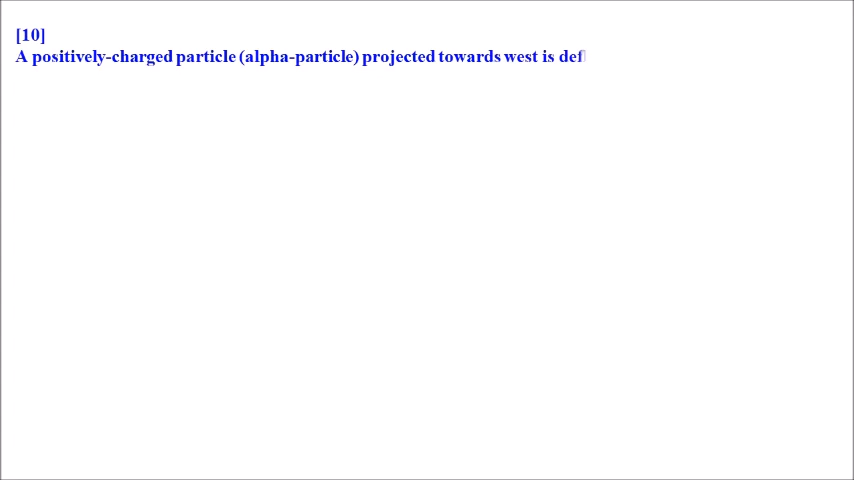 [10]
A positively-charged particle (alpha-particle) projected towards west is def